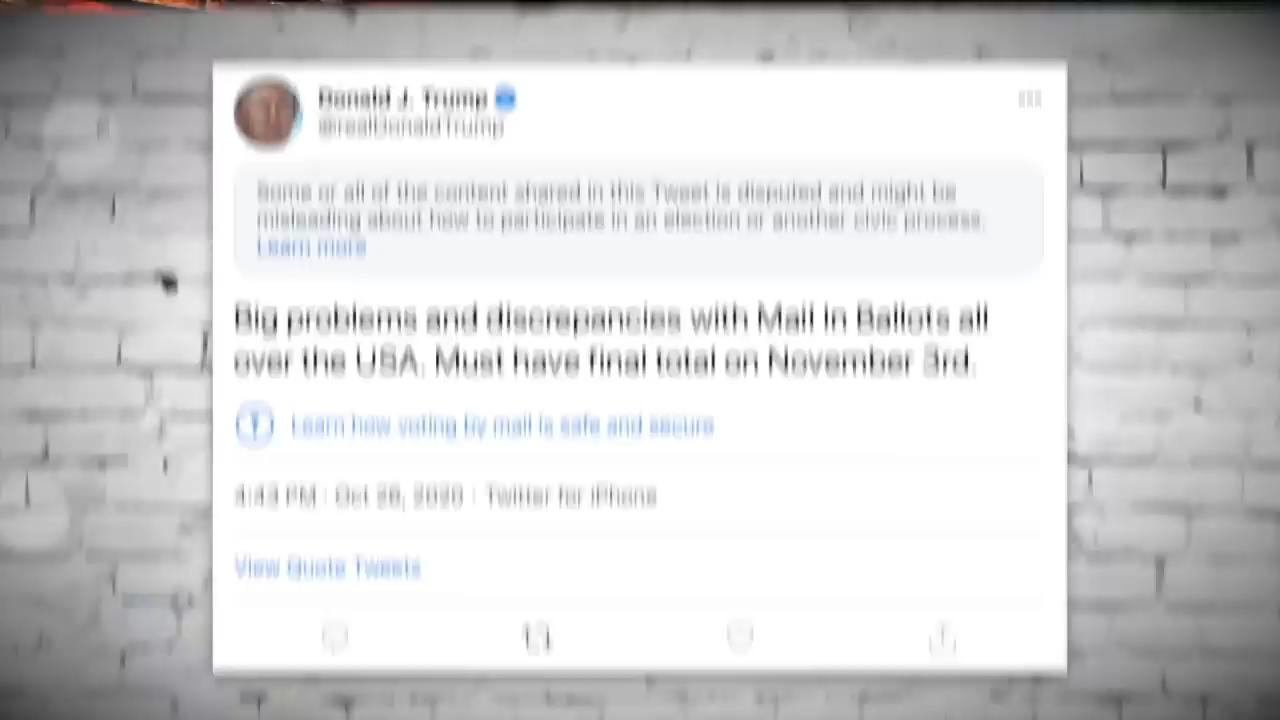 Donald J. Trump
@realDonaldTrump
Some or all of the content shared in this Tweet is disputed and might be
misleading about how to participate in an election or another civic process.
Learn more
Big problems and discrepancies with Mail In Ballots all
over the USA. Must have final total on November 3rd.
Learn how voting by mail is safe and secure
4:43 PM · Oct 26, 2020 · Twitter for iPhone
View Quote Tweets